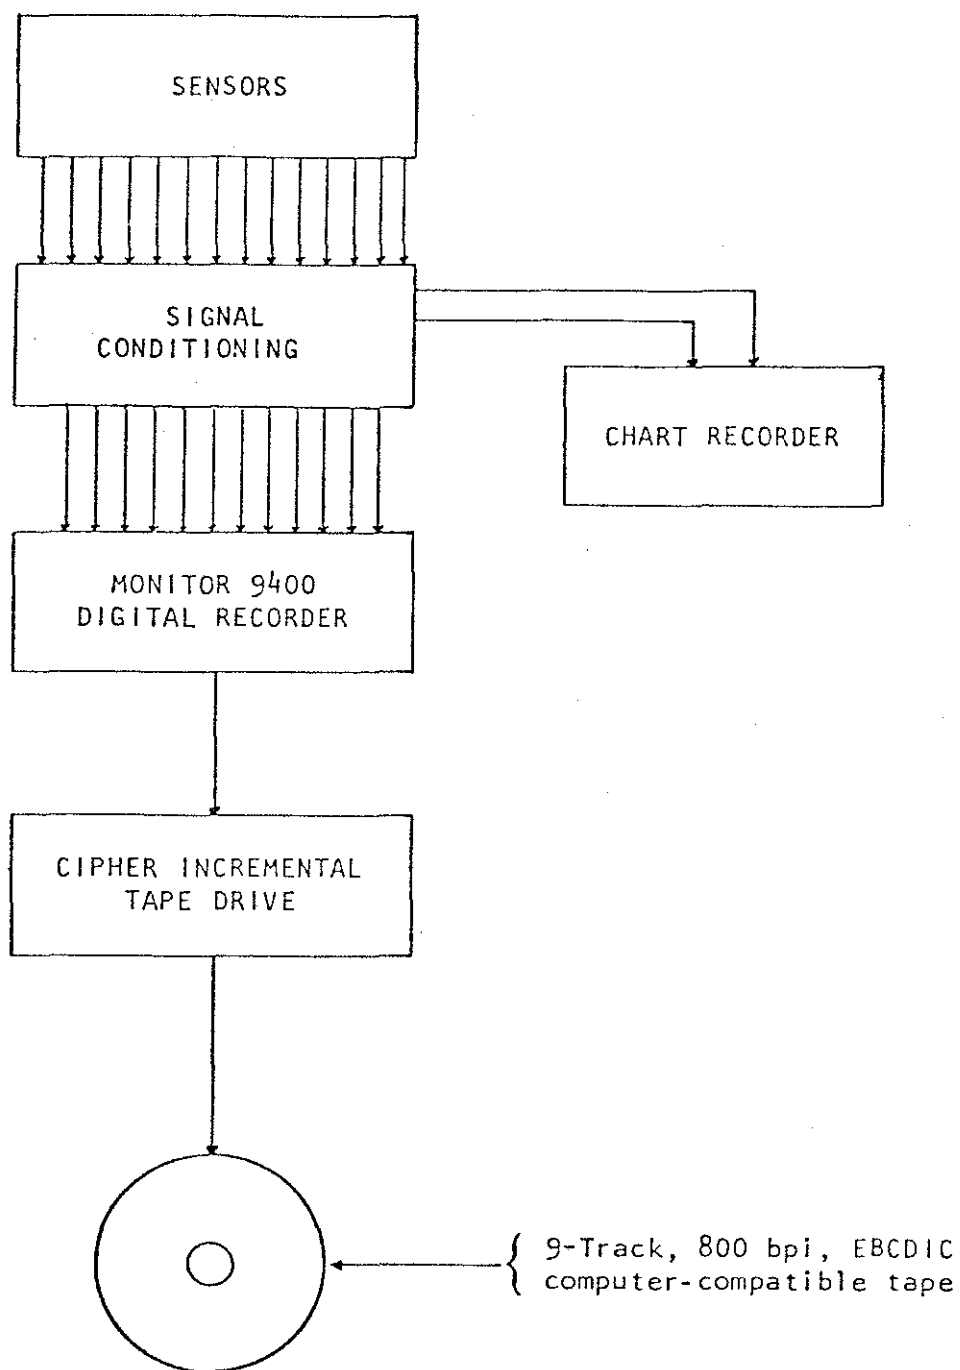 SENSORS
SIGNAL
CONDITIONING
CHART RECORDER
MONITOR 9400
DIGITAL RECORDER
CIPHER INCREMENTAL
TAPE DRIVE
9-Track, 800 bpi, EBCDIC
computer-compatible tape